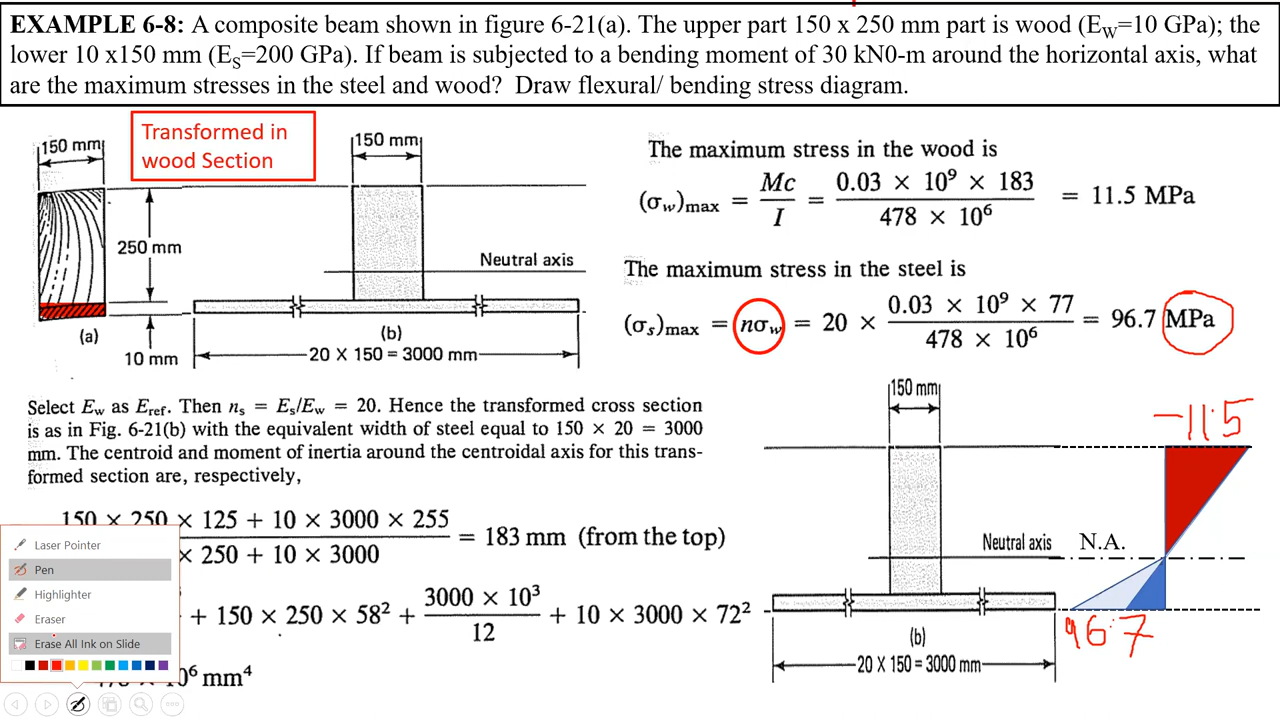 EXAMPLE 6-8: A composite beam shown in figure 6-21(a). The upper part 150 x 250 mm part is wood (EW=10 GPa); the
lower 10 x150 mm (ES=200 GPa). If beam is subjected to a bending moment of 30 kN0-m around the horizontal axis, what
are the maximum stresses in the steel and wood?  Draw flexural/ bending stress diagram.
Transformed in
wood Section
150 mm
150 mm
250 mm
Neutral axis
(a)
(b)
10 mm
20 X 150 = 3000 mm
The maximum stress in the wood is
(σw)max = Mc/I = (0.03 × 10⁹ × 183)/(478 × 10⁶) = 11.5 MPa
The maximum stress in the steel is
(σs)max = nσw = 20 × (0.03 × 10⁹ × 77)/(478 × 10⁶) = 96.7 MPa
Select Ew as Eref. Then ns = Es/Ew = 20. Hence the transformed cross section
is as in Fig. 6-21(b) with the equivalent width of steel equal to 150 × 20 = 3000
mm. The centroid and moment of inertia around the centroidal axis for this trans-
formed section are, respectively,
150 × 250 × 125 + 10 × 3000 × 255
× 250 + 10 × 3000
= 183 mm (from the top)
+ 150 × 250 × 58² + (3000 × 10³)/12 + 10 × 3000 × 72²
10⁶ mm⁴
Laser Pointer
Pen
Highlighter
Eraser
Erase All Ink on Slide
150 mm
-11.5
Neutral axis
N.A.
96.7
(b)
20 X 150 = 3000 mm